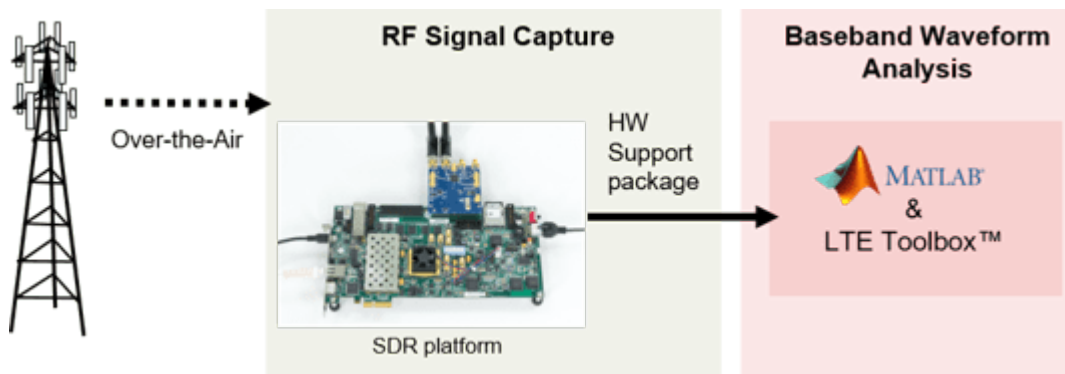 RF Signal Capture
Baseband Waveform
Analysis
Over-the-Air
HW
Support
package
SDR platform
MATLAB®
&
LTE Toolbox™